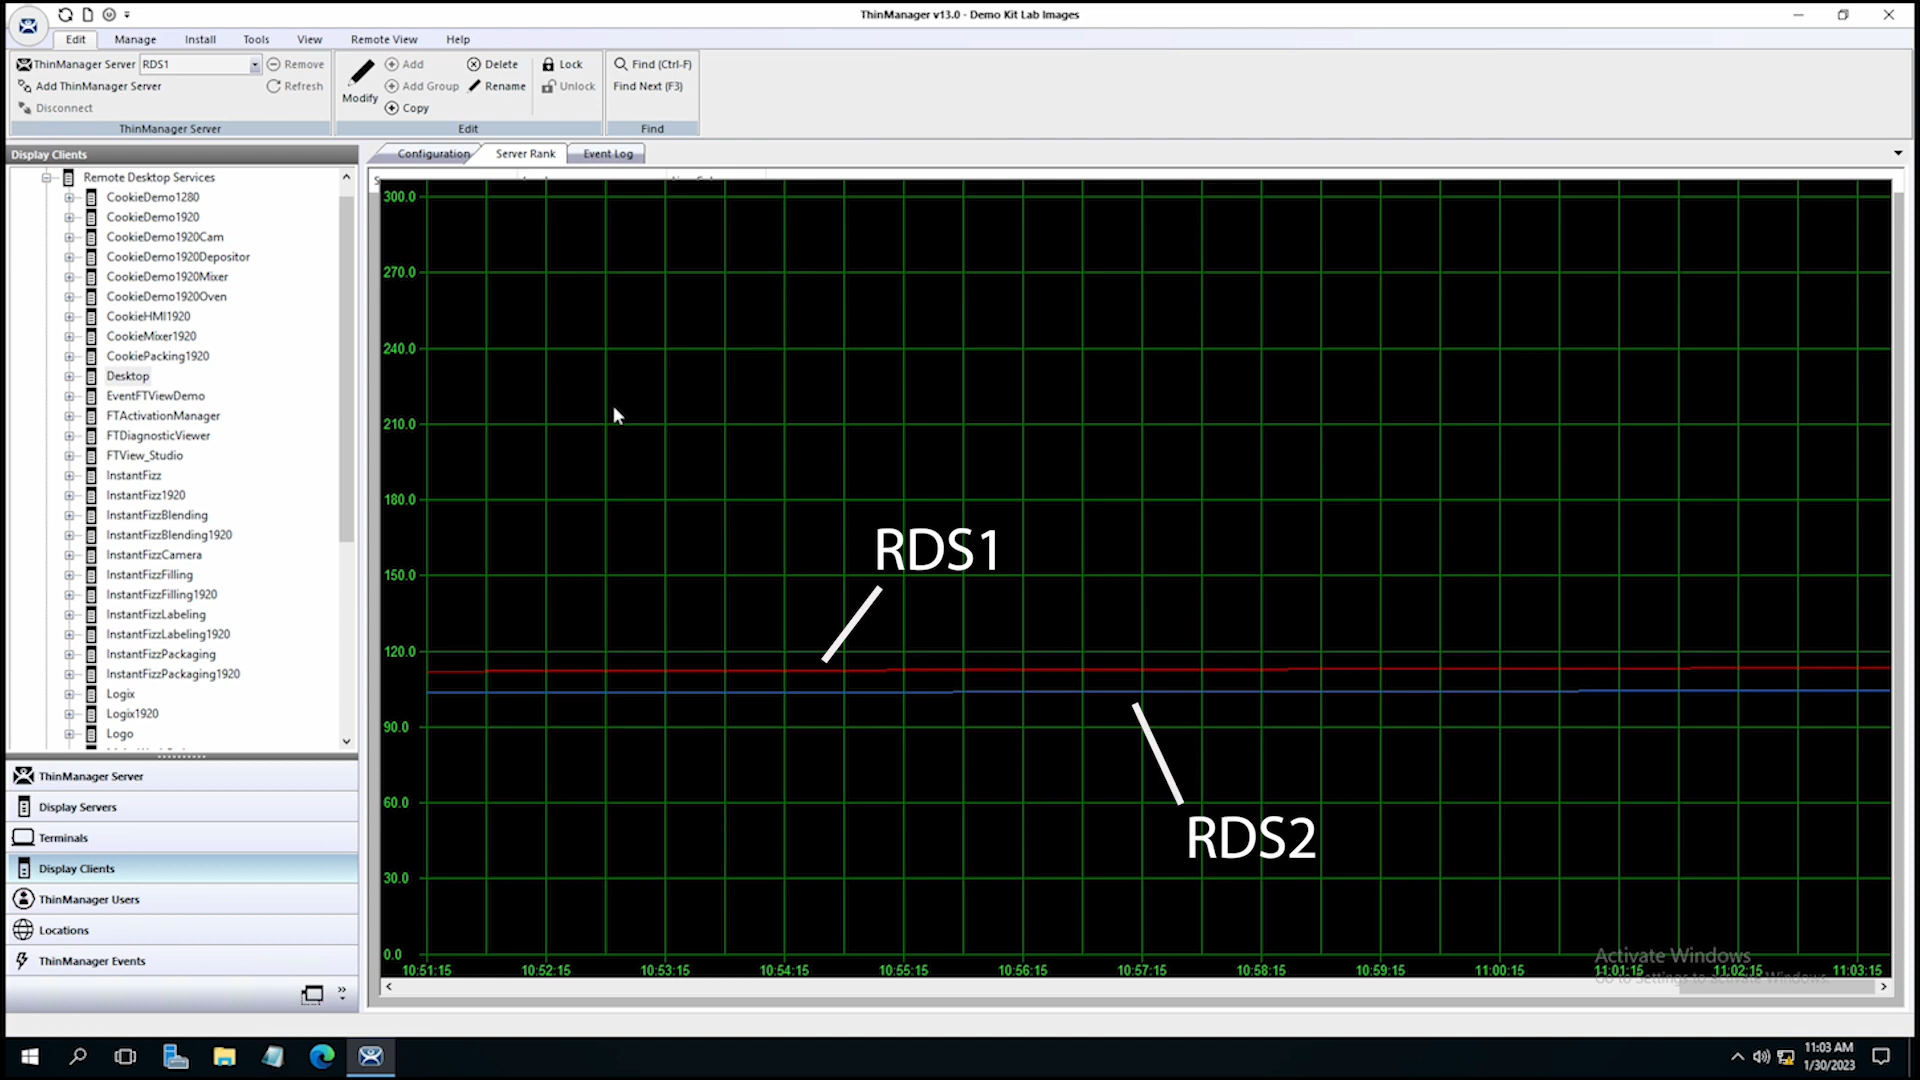 ThinManager v13.0 - Demo Kit Lab Images
Edit
Manage
Install
Tools
View
Remote View
Help
ThinManager Server
RDS1
Remove
Add ThinManager Server
Refresh
Disconnect
ThinManager Server
Modify
Add
Delete
Add Group
Rename
Copy
Lock
Unlock
Edit
Find (Ctrl-F)
Find Next (F3)
Find
Display Clients
Remote Desktop Services
CookieDemo1280
CookieDemo1920
CookieDemo1920Cam
CookieDemo1920Depositor
CookieDemo1920Mixer
CookieDemo1920Oven
CookieHMI1920
CookieMixer1920
CookiePacking1920
Desktop
EventFTViewDemo
FTActivationManager
FTDiagnosticViewer
FTView_Studio
InstantFizz
InstantFizz1920
InstantFizzBlending
InstantFizzBlending1920
InstantFizzCamera
InstantFizzFilling
InstantFizzFilling1920
InstantFizzLabeling
InstantFizzLabeling1920
InstantFizzPackaging
InstantFizzPackaging1920
Logix
Logix1920
Logo
ThinManager Server
Display Servers
Terminals
Display Clients
ThinManager Users
Locations
ThinManager Events
Configuration
Server Rank
Event Log
300.0
270.0
240.0
210.0
180.0
150.0
120.0
90.0
60.0
30.0
0.0
RDS1
RDS2
10:51:15
10:52:15
10:53:15
10:54:15
10:55:15
10:56:15
10:57:15
10:58:15
10:59:15
11:00:15
11:01:15
11:02:15
11:03:15
Activate Windows
Go to Settings to activate Windows.
11:03 AM
1/30/2023